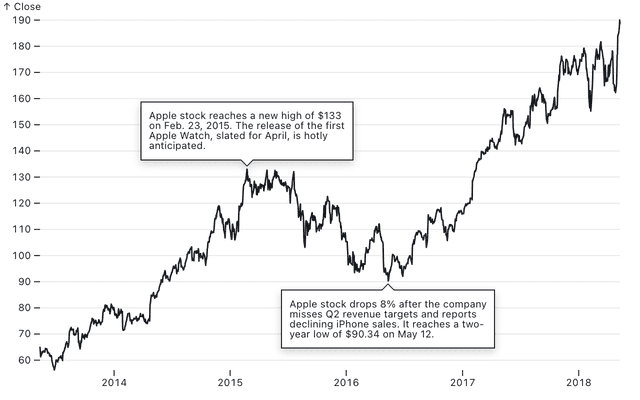 ↑ Close
190
180
170
160
150
140
130
120
110
100
90
80
70
60
Apple stock reaches a new high of $133
on Feb. 23, 2015. The release of the first
Apple Watch, slated for April, is hotly
anticipated.
Apple stock drops 8% after the company
misses Q2 revenue targets and reports
declining iPhone sales. It reaches a two-
year low of $90.34 on May 12.
2014
2015
2016
2017
2018